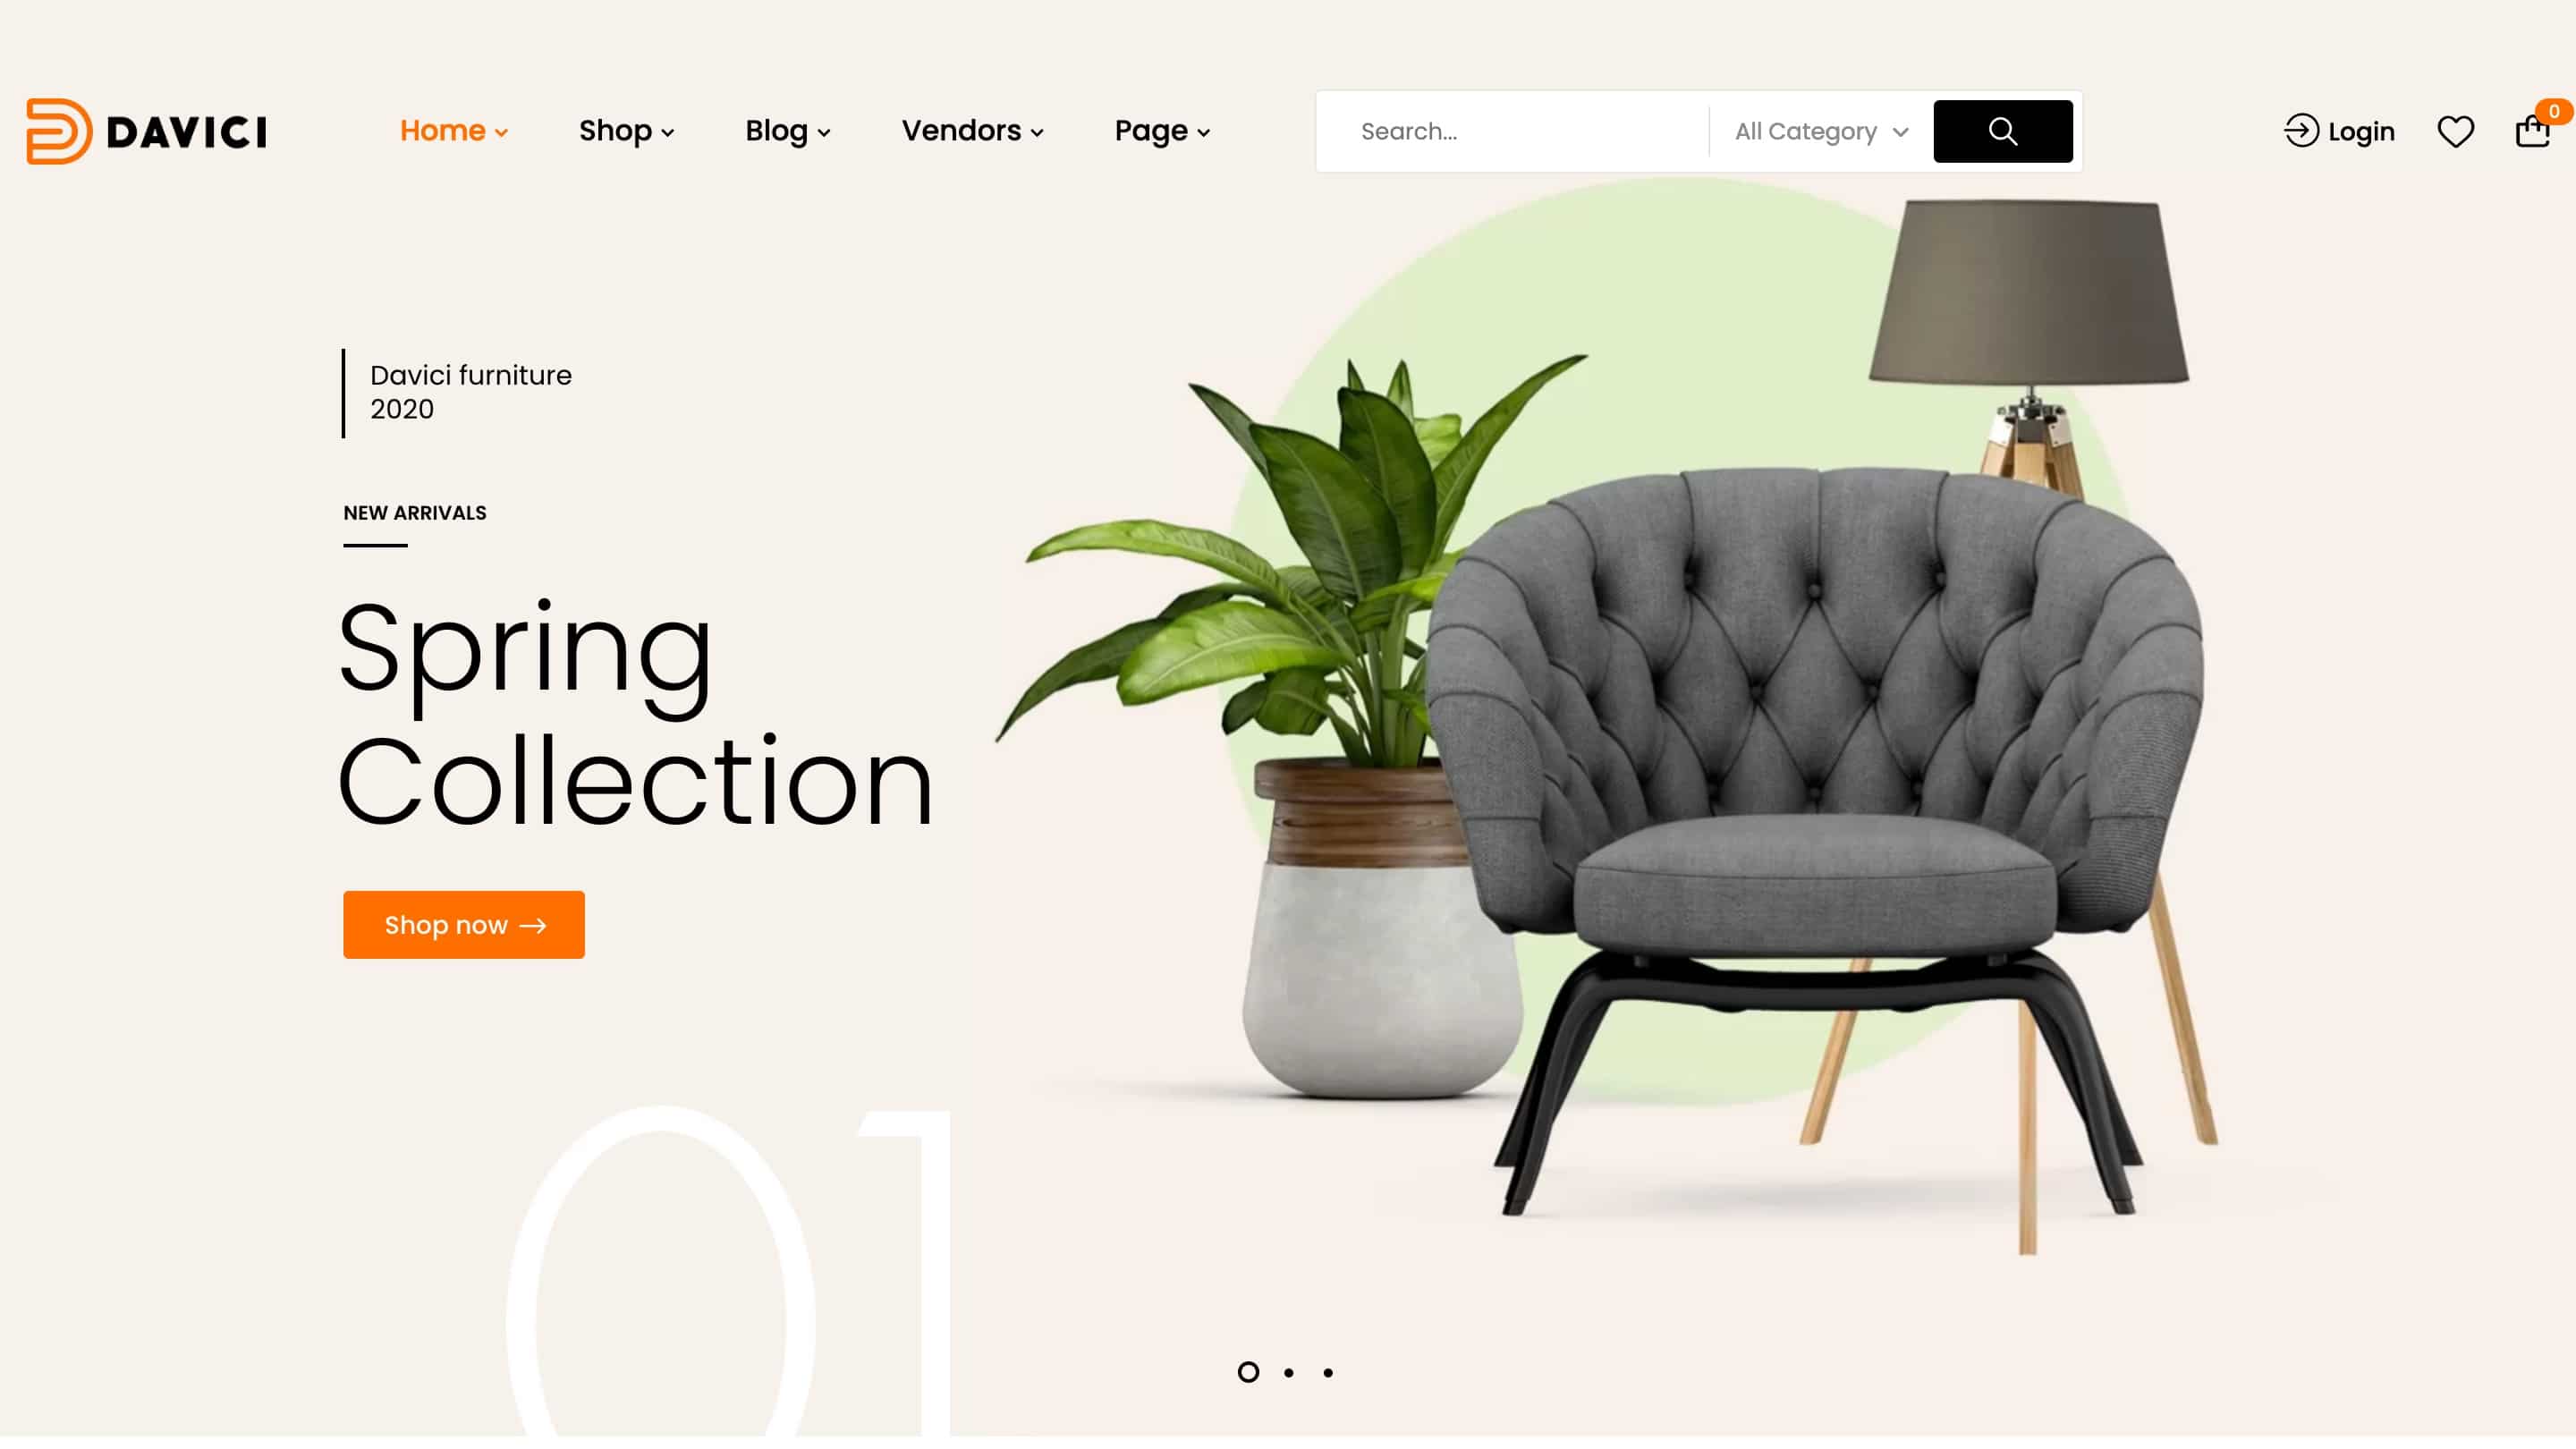 DAVICI
Home
Shop
Blog
Vendors
Page
Search...
All Category
Login
0
Davici furniture
2020
NEW ARRIVALS
Spring
Collection
Shop now
01